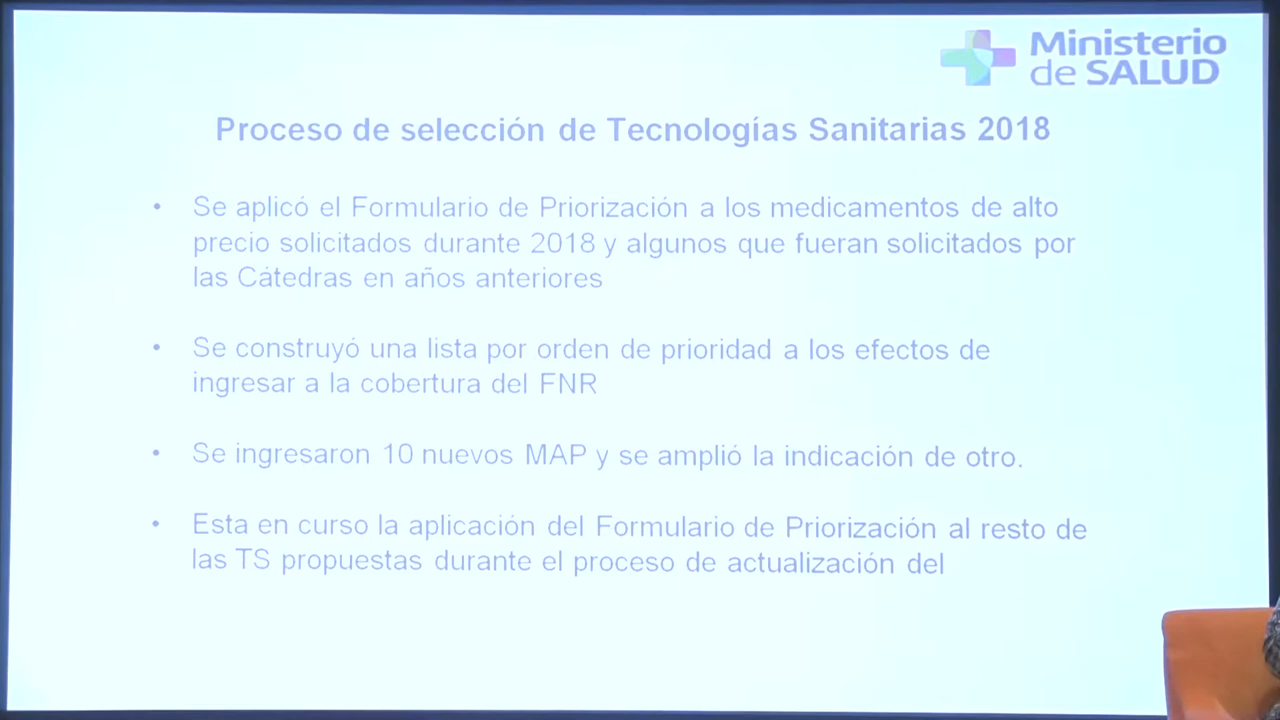 Ministerio
de SALUD
Proceso de selección de Tecnologías Sanitarias 2018
• Se aplicó el Formulario de Priorización a los medicamentos de alto
precio solicitados durante 2018 y algunos que fueran solicitados por
las Cátedras en años anteriores
• Se construyó una lista por orden de prioridad a los efectos de
ingresar a la cobertura del FNR
• Se ingresaron 10 nuevos MAP y se amplió la indicación de otro.
• Esta en curso la aplicación del Formulario de Priorización al resto de
las TS propuestas durante el proceso de actualización del